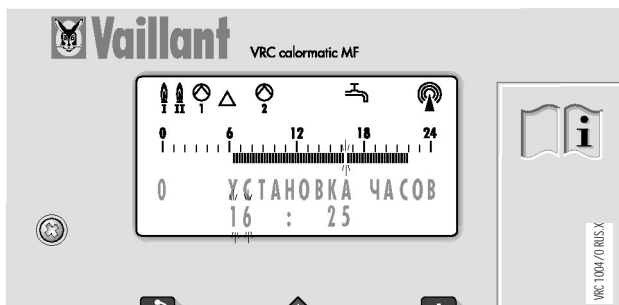 Vaillant
VRC calormatic MF
I II 1 2
0 6 12 18 24
0 УСТАНОВКА ЧАСОВ
16 : 25
i
VRC 1004 /0 RUS.X